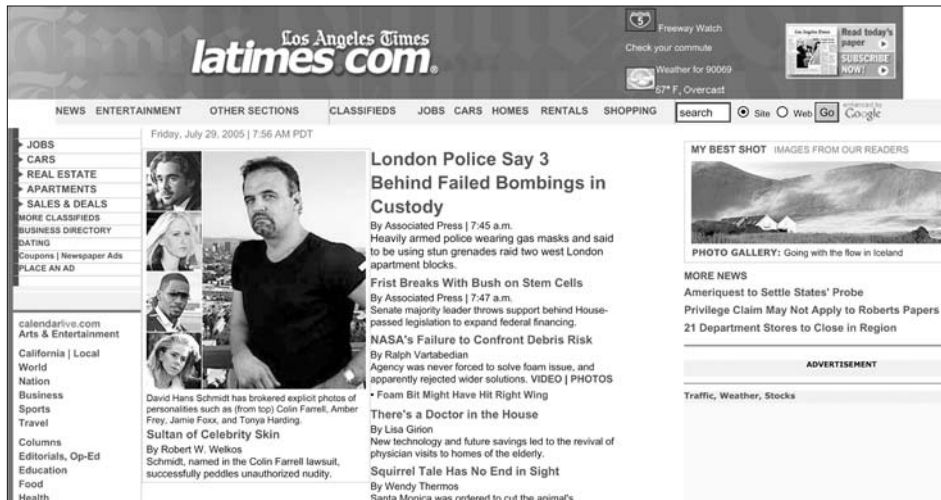 Los Angeles Times
latimes.com®
5
Freeway Watch
Check your commute
Weather for 90069
67° F, Overcast
Los Angeles Times
Read today's
paper
SUBSCRIBE
NOW!
NEWS ENTERTAINMENT OTHER SECTIONS CLASSIFIEDS JOBS CARS HOMES RENTALS SHOPPING search Site Web Go enhanced by Google
JOBS
CARS
REAL ESTATE
APARTMENTS
SALES & DEALS
MORE CLASSIFIEDS
BUSINESS DIRECTORY
DATING
Coupons | Newspaper Ads
PLACE AN AD
calendarlive.com
Arts & Entertainment
California | Local
World
Nation
Business
Sports
Travel
Columns
Editorials, Op-Ed
Education
Food
Health
Friday, July 29, 2005 | 7:56 AM PDT
David Hans Schmidt has brokered explicit photos of
personalities such as (from top) Colin Farrell, Amber
Frey, Jamie Foxx, and Tonya Harding.
Sultan of Celebrity Skin
By Robert W. Welkos
Schmidt, named in the Colin Farrell lawsuit,
successfully peddles unauthorized nudity.
London Police Say 3
Behind Failed Bombings in
Custody
By Associated Press | 7:45 a.m.
Heavily armed police wearing gas masks and said
to be using stun grenades raid two west London
apartment blocks.
Frist Breaks With Bush on Stem Cells
By Associated Press | 7:47 a.m.
Senate majority leader throws support behind House-
passed legislation to expand federal financing.
NASA's Failure to Confront Debris Risk
By Ralph Vartabedian
Agency was never forced to solve foam issue, and
apparently rejected wider solutions. VIDEO | PHOTOS
• Foam Bit Might Have Hit Right Wing
There's a Doctor in the House
By Lisa Girion
New technology and future savings led to the revival of
physician visits to homes of the elderly.
Squirrel Tale Has No End in Sight
By Wendy Thermos
Santa Monica was ordered to cut the animal's
MY BEST SHOT IMAGES FROM OUR READERS
PHOTO GALLERY: Going with the flow in Iceland
MORE NEWS
Ameriquest to Settle States' Probe
Privilege Claim May Not Apply to Roberts Papers
21 Department Stores to Close in Region
ADVERTISEMENT
Traffic, Weather, Stocks